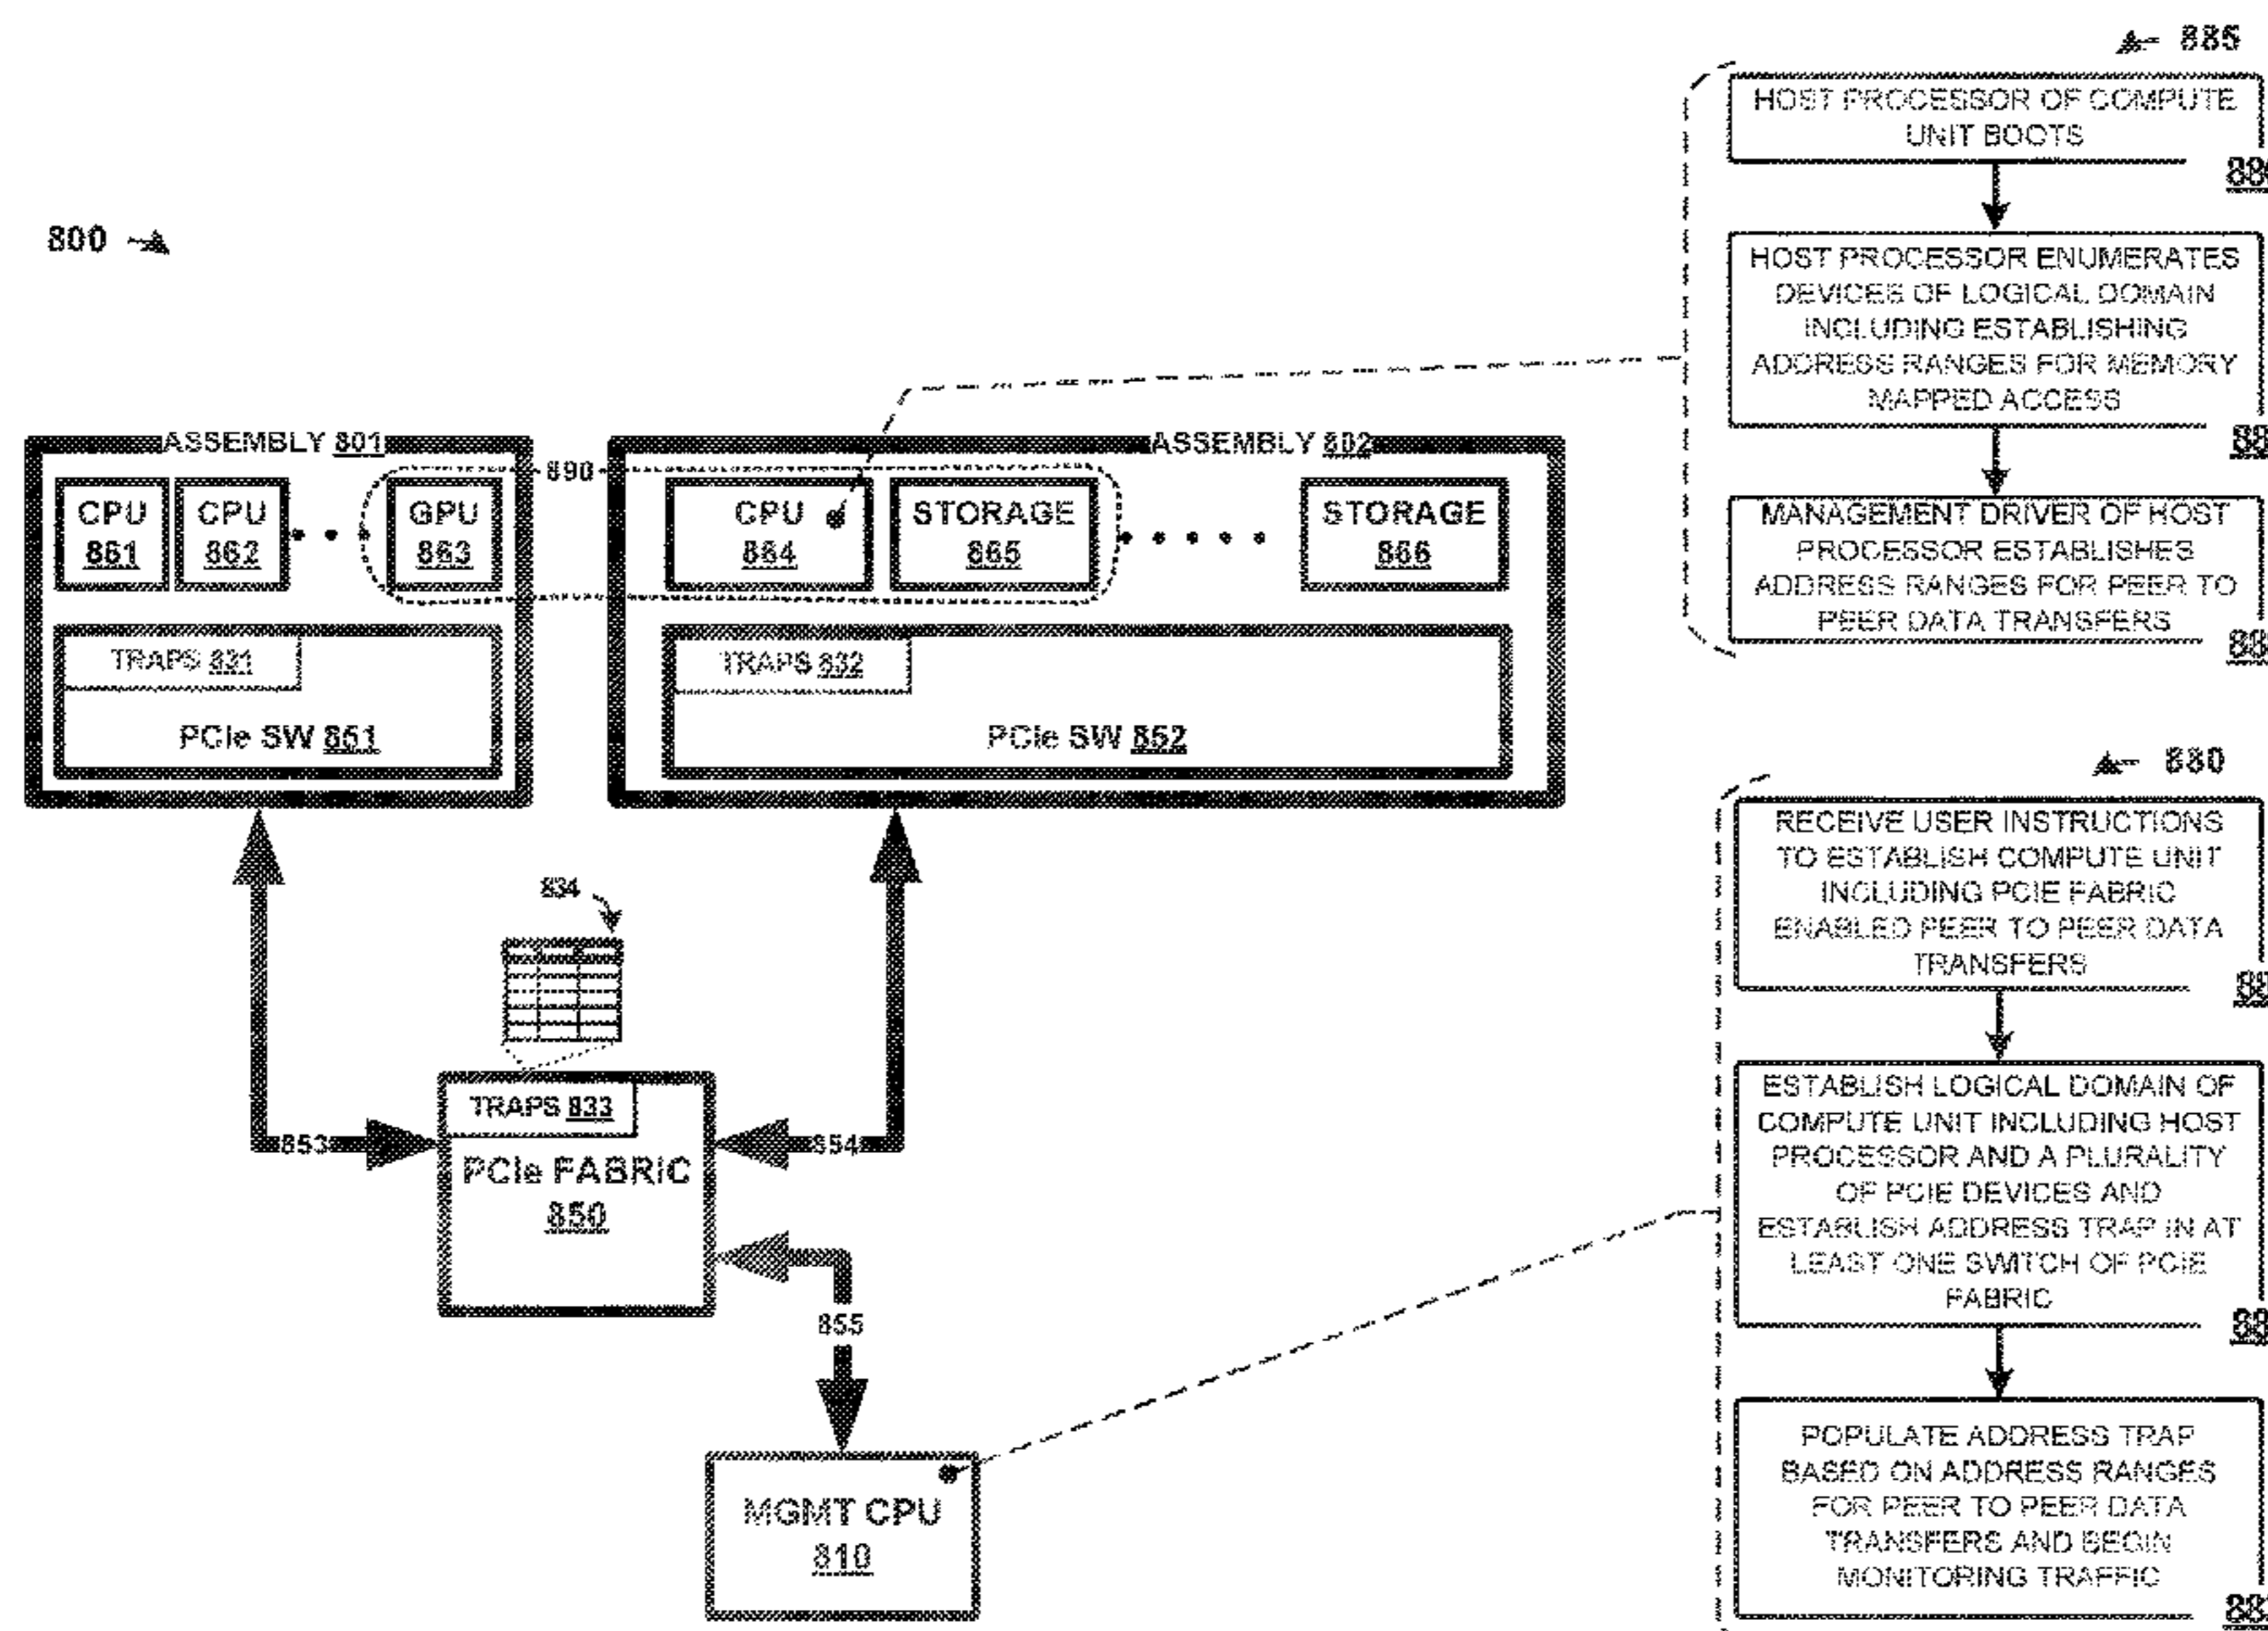 800
ASSEMBLY 801
CPU
861
CPU
862
GPU
863
TRAPS 831
PCIe SW 851
890
ASSEMBLY 802
CPU
864
STORAGE
865
STORAGE
866
TRAPS 832
PCIe SW 852
834
853
TRAPS 833
PCIe FABRIC
850
854
855
MGMT CPU
810
885
HOST PROCESSOR OF COMPUTE
UNIT BOOTS
HOST PROCESSOR ENUMERATES
DEVICES OF LOGICAL DOMAIN
INCLUDING ESTABLISHING
ADDRESS RANGES FOR MEMORY
MAPPED ACCESS
MANAGEMENT DRIVER OF HOST
PROCESSOR ESTABLISHES
ADDRESS RANGES FOR PEER TO
PEER DATA TRANSFERS
880
RECEIVE USER INSTRUCTIONS
TO ESTABLISH COMPUTE UNIT
INCLUDING PCIE FABRIC
ENABLED PEER TO PEER DATA
TRANSFERS
ESTABLISH LOGICAL DOMAIN OF
COMPUTE UNIT INCLUDING HOST
PROCESSOR AND A PLURALITY
OF PCIE DEVICES AND
ESTABLISH ADDRESS TRAP IN AT
LEAST ONE SWITCH OF PCIE
FABRIC
POPULATE ADDRESS TRAP
BASED ON ADDRESS RANGES
FOR PEER TO PEER DATA
TRANSFERS AND BEGIN
MONITORING TRAFFIC